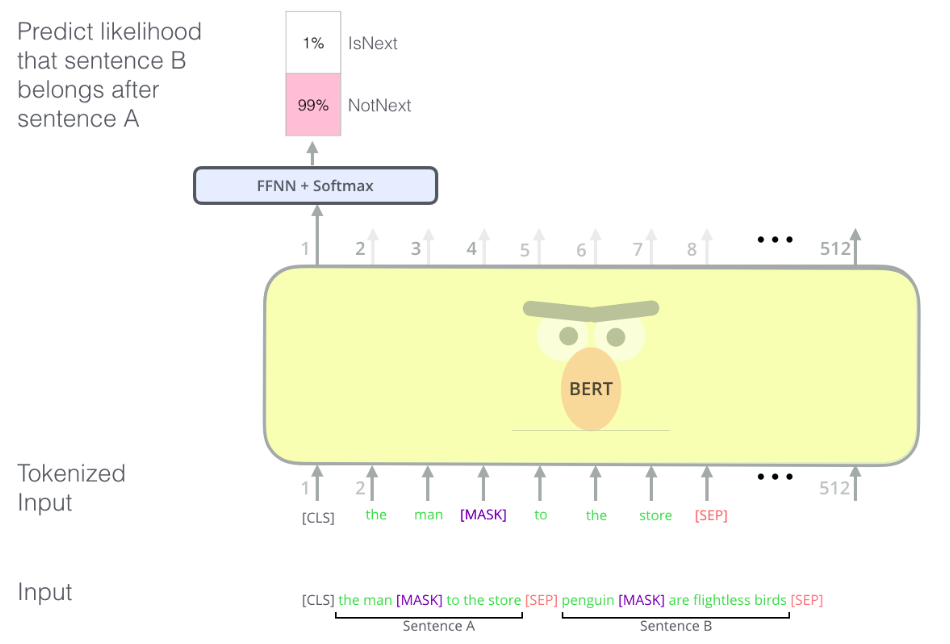 Predict likelihood
that sentence B
belongs after
sentence A
1% IsNext
99% NotNext
FFNN + Softmax
1 2 3 4 5 6 7 8 ••• 512
BERT
Tokenized
Input
1 2 ••• 512
[CLS] the man [MASK] to the store [SEP]
Input
[CLS] the man [MASK] to the store [SEP] penguin [MASK] are flightless birds [SEP]
Sentence A Sentence B